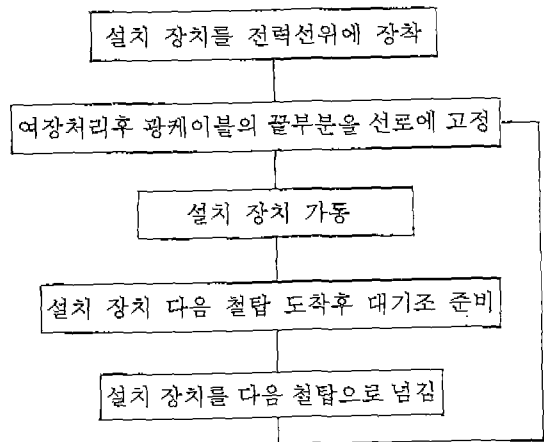 설치 장치를 전력선위에 장착
여장처리후 광케이블의 끝부분을 선로에 고정
설치 장치 가동
설치 장치 다음 철탑 도착후 대기조 준비
설치 장치를 다음 철탑으로 넘김